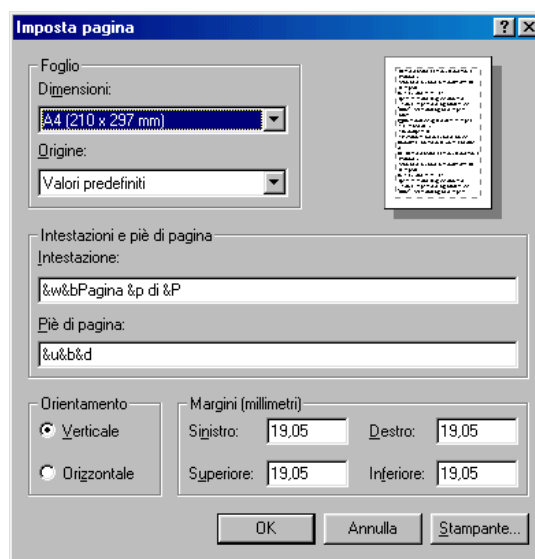 Imposta pagina
Foglio
Dimensioni:
A4 (210 x 297 mm)
Origine:
Valori predefiniti
Intestazioni e piè di pagina
Intestazione:
&w&bPagina &p di &P
Piè di pagina:
&u&b&d
Orientamento
Verticale
Orizzontale
Margini (millimetri)
Sinistro: 19,05 Destro: 19,05
Superiore: 19,05 Inferiore: 19,05
OK Annulla Stampante...